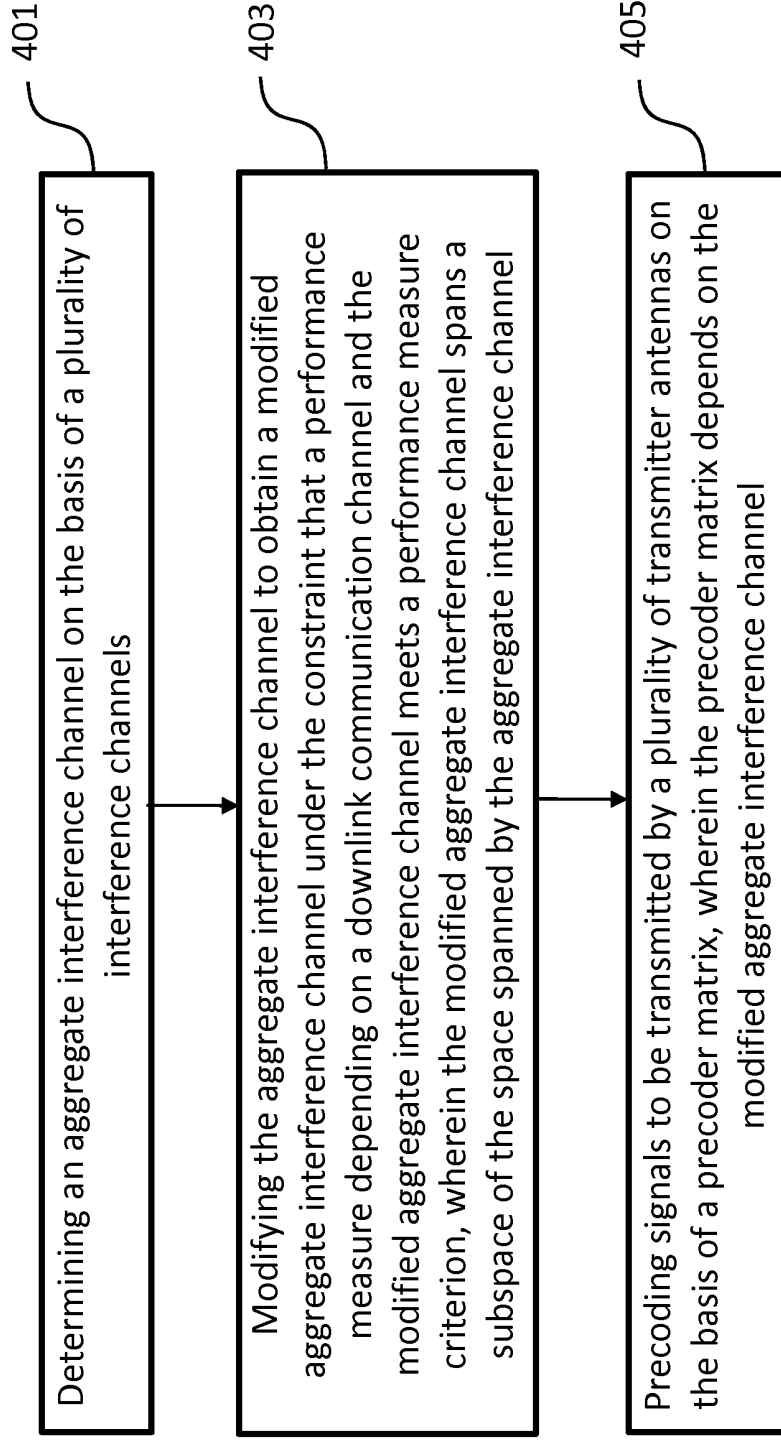 401
Determining an aggregate interference channel on the basis of a plurality of
interference channels
403
Modifying the aggregate interference channel to obtain a modified
aggregate interference channel under the constraint that a performance
measure depending on a downlink communication channel and the
modified aggregate interference channel meets a performance measure
criterion, wherein the modified aggregate interference channel spans a
subspace of the space spanned by the aggregate interference channel
405
Precoding signals to be transmitted by a plurality of transmitter antennas on
the basis of a precoder matrix, wherein the precoder matrix depends on the
modified aggregate interference channel